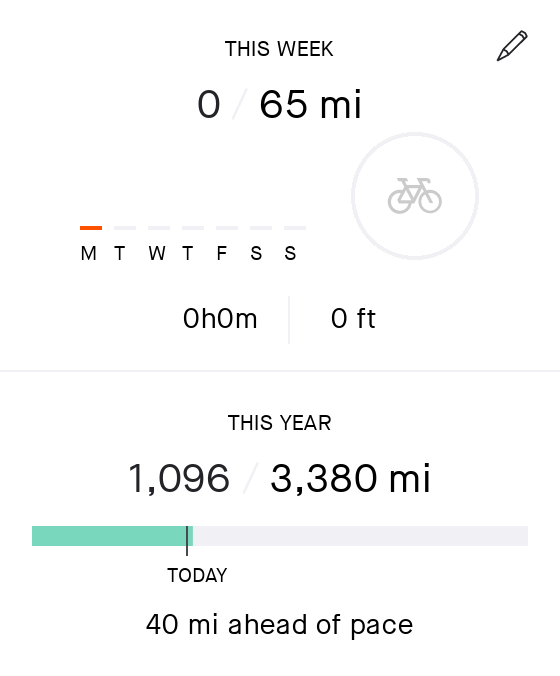 THIS WEEK
0 / 65 mi
M T W T F S S
0h0m 0 ft
THIS YEAR
1,096 / 3,380 mi
TODAY
40 mi ahead of pace